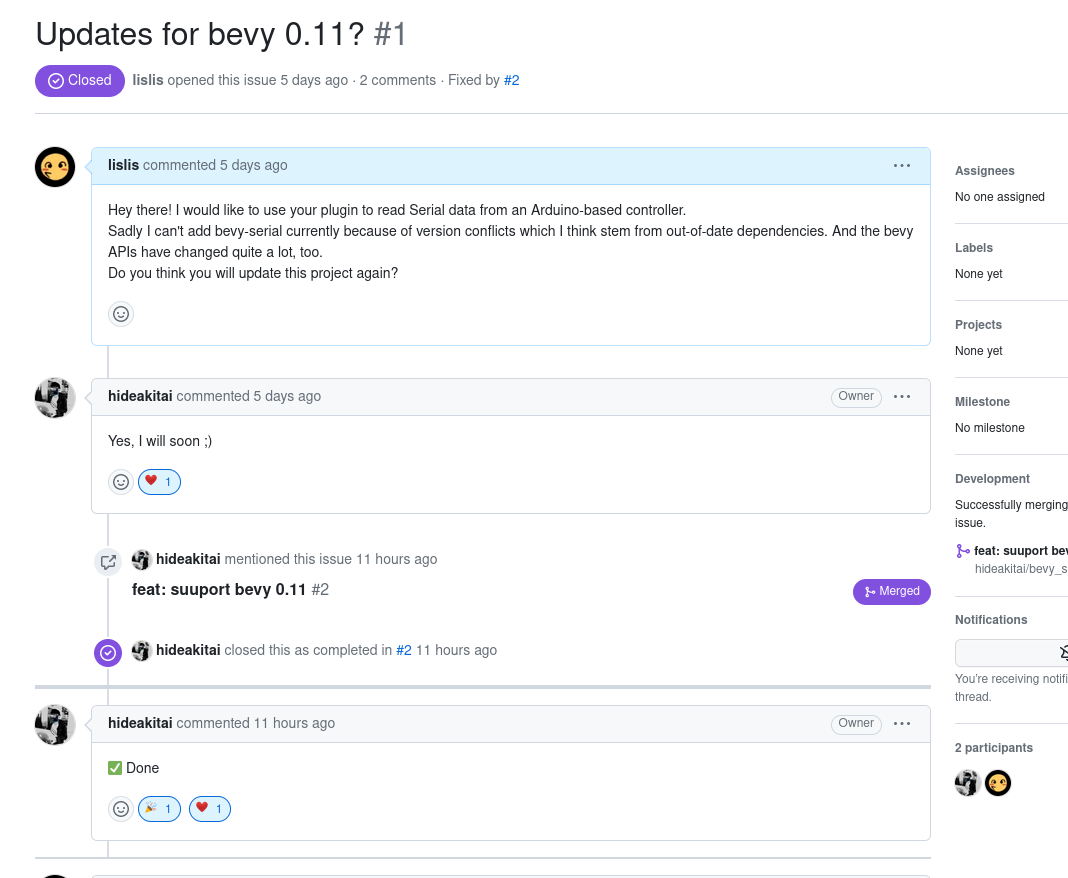 Updates for bevy 0.11? #1
Closed lislis opened this issue 5 days ago · 2 comments · Fixed by #2
lislis commented 5 days ago
Hey there! I would like to use your plugin to read Serial data from an Arduino-based controller.
Sadly I can't add bevy-serial currently because of version conflicts which I think stem from out-of-date dependencies. And the bevy
APIs have changed quite a lot, too.
Do you think you will update this project again?
hideakitai commented 5 days ago Owner
Yes, I will soon ;)
1
hideakitai mentioned this issue 11 hours ago
feat: suuport bevy 0.11 #2 Merged
hideakitai closed this as completed in #2 11 hours ago
hideakitai commented 11 hours ago Owner
✅ Done
1 1
Assignees
No one assigned
Labels
None yet
Projects
None yet
Milestone
No milestone
Development
Successfully merging
issue.
feat: suuport bev
hideakitai/bevy_s
Notifications
You're receiving notifi
thread.
2 participants